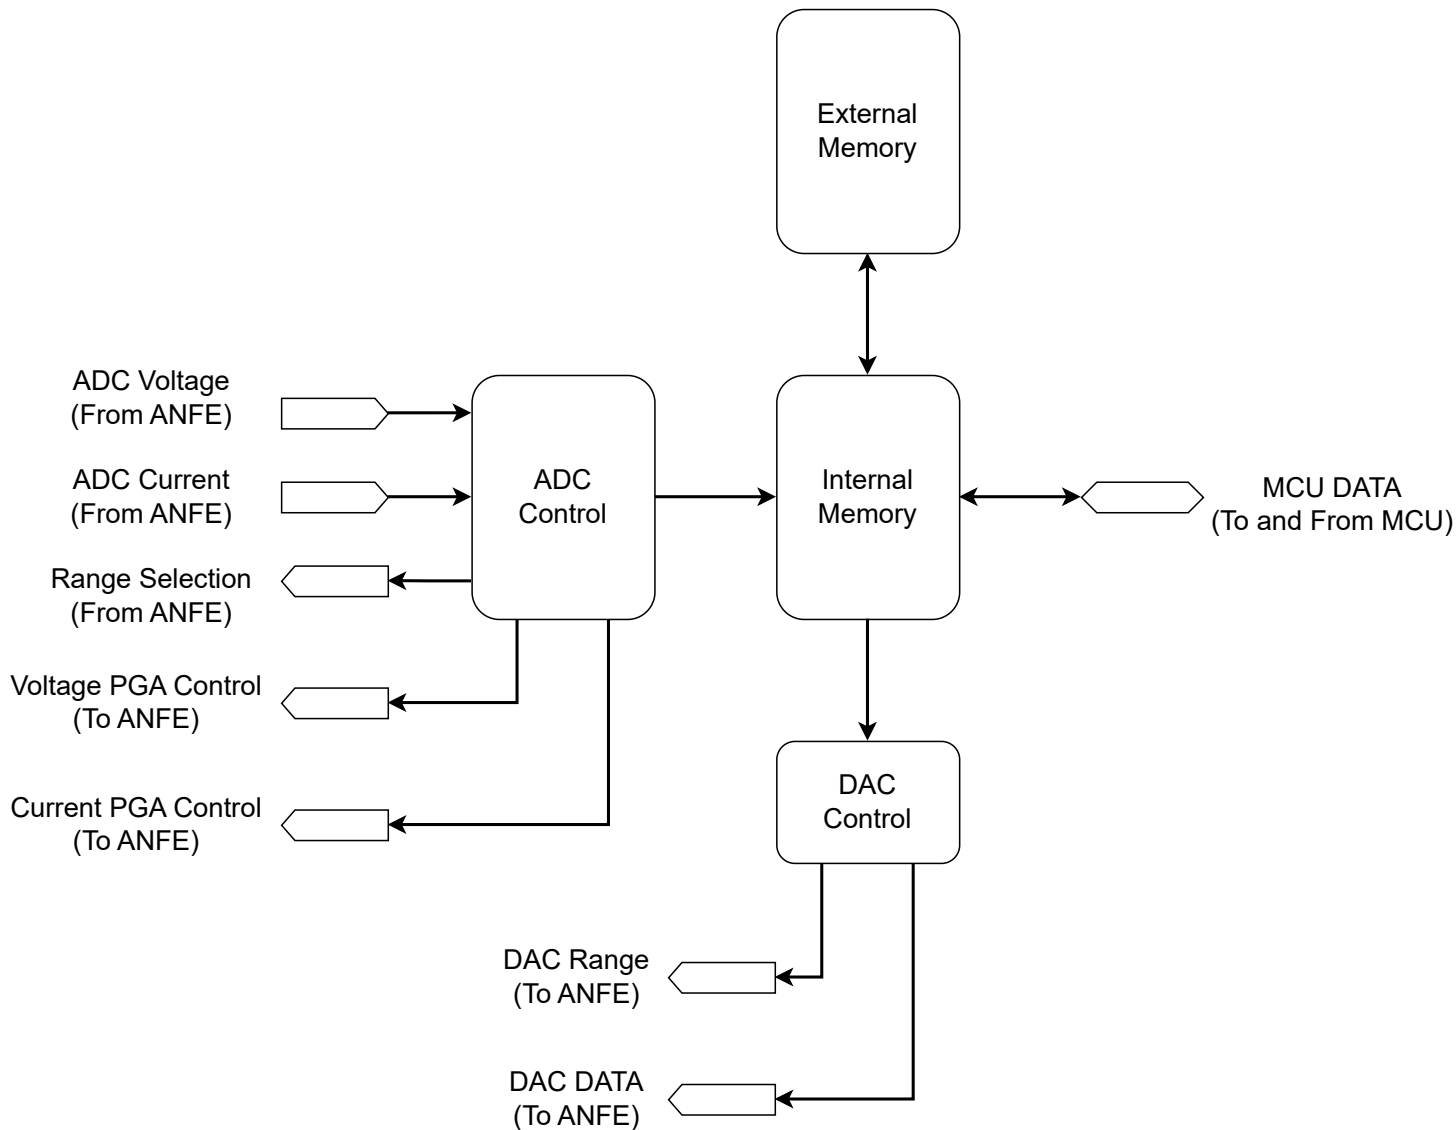 External
Memory
ADC Voltage
(From ANFE)
ADC Current
(From ANFE)
Range Selection
(From ANFE)
Voltage PGA Control
(To ANFE)
Current PGA Control
(To ANFE)
ADC
Control
Internal
Memory
MCU DATA
(To and From MCU)
DAC
Control
DAC Range
(To ANFE)
DAC DATA
(To ANFE)